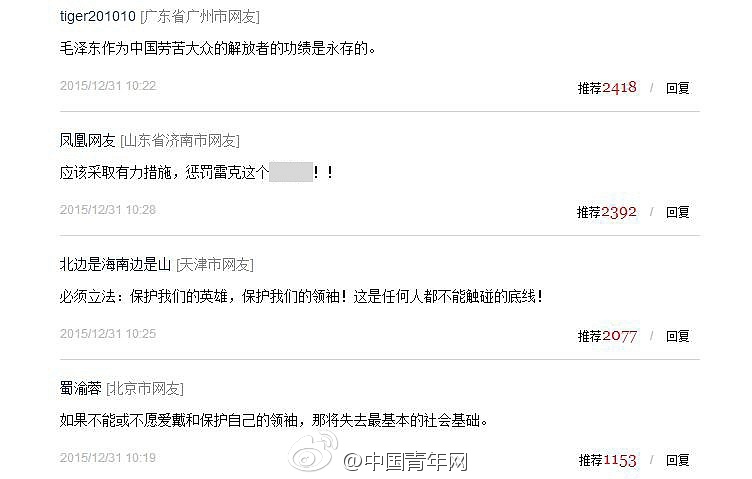 tiger201010 [广东省广州市网友]
毛泽东作为中国劳苦大众的解放者的功绩是永存的。
2015/12/31 10:22 推荐2418 / 回复
凤凰网友 [山东省济南市网友]
应该采取有力措施，惩罚雷克这个！！
2015/12/31 10:28 推荐2392 / 回复
北边是海南边是山 [天津市网友]
必须立法：保护我们的英雄，保护我们的领袖！这是任何人都不能触碰的底线！
2015/12/31 10:25 推荐2077 / 回复
蜀渝蓉 [北京市网友]
如果不能或不愿爱戴和保护自己的领袖，那将失去最基本的社会基础。
2015/12/31 10:19 推荐1153 / 回复
@中国青年网